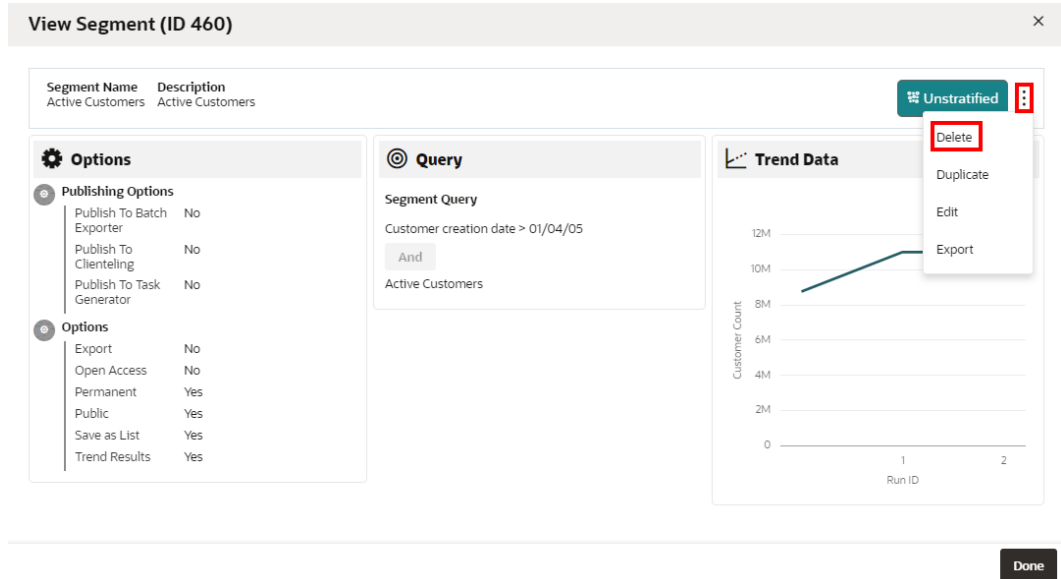 View Segment (ID 460)
×
Segment Name Description
Active Customers Active Customers
Unstratified
Delete
Duplicate
Edit
Export
Options
Publishing Options
Publish To Batch No
Exporter
Publish To No
Clienteling
Publish To Task No
Generator
Options
Export No
Open Access No
Permanent Yes
Public Yes
Save as List Yes
Trend Results Yes
Query
Segment Query
Customer creation date > 01/04/05
And
Active Customers
Trend Data
Customer Count
12M
10M
8M
6M
4M
2M
0
1 2
Run ID
Done